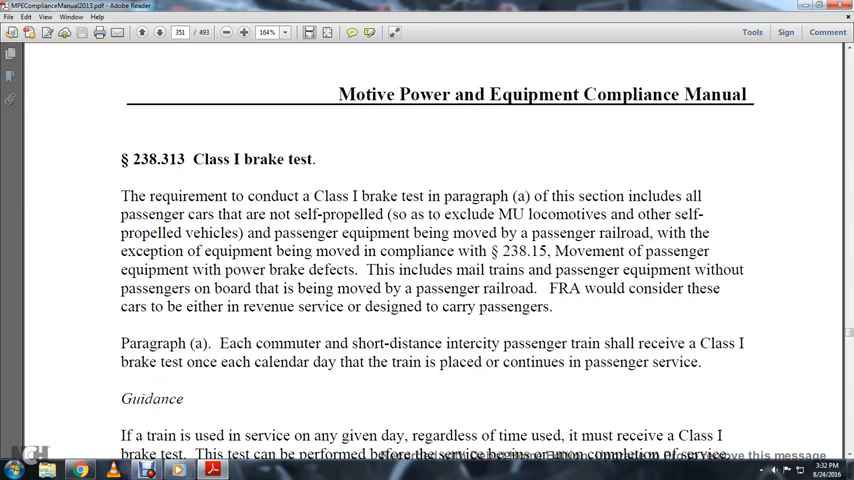 MPEComplianceManual2013.pdf - Adobe Reader
File Edit View Window Help
351 / 493 164% Tools Sign Comment
Motive Power and Equipment Compliance Manual
§ 238.313 Class I brake test.
The requirement to conduct a Class I brake test in paragraph (a) of this section includes all
passenger cars that are not self-propelled (so as to exclude MU locomotives and other self-
propelled vehicles) and passenger equipment being moved by a passenger railroad, with the
exception of equipment being moved in compliance with § 238.15, Movement of passenger
equipment with power brake defects. This includes mail trains and passenger equipment without
passengers on board that is being moved by a passenger railroad. FRA would consider these
cars to be either in revenue service or designed to carry passengers.
Paragraph (a). Each commuter and short-distance intercity passenger train shall receive a Class I
brake test once each calendar day that the train is placed or continues in passenger service.
Guidance
If a train is used in service on any given day, regardless of time used, it must receive a Class I
brake test. This test can be performed before the service begins or upon completion of service.
NCH
remove this message
3:32 PM
8/24/2016